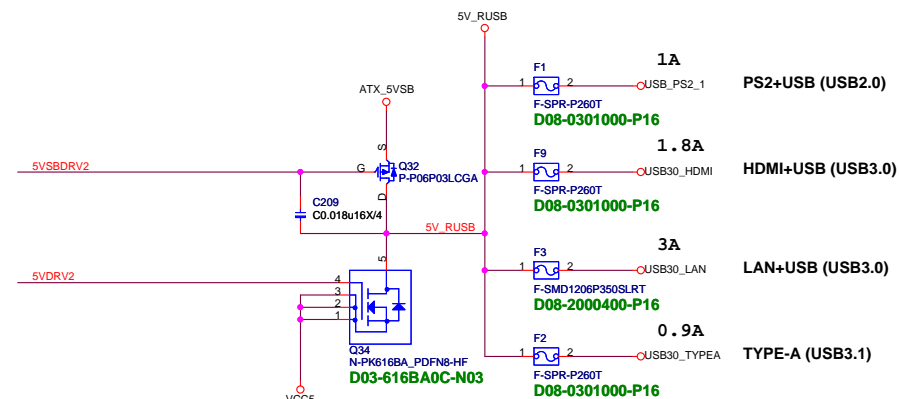 5V_RUSB
1A
F1
1 2
USB_PS2_1
PS2+USB (USB2.0)
F-SPR-P260T
D08-0301000-P16
ATX_5VSB
S
5VSBDRV2
G
Q32
P-P06P03LCGA
D
1.8A
F9
1 2
USB30_HDMI
HDMI+USB (USB3.0)
F-SPR-P260T
D08-0301000-P16
C209
C0.018u16X/4
5V_RUSB
3A
F3
1 2
USB30_LAN
LAN+USB (USB3.0)
F-SMD1206P350SLRT
D08-2000400-P16
5
5VDRV2
4
3
2
1
Q34
N-PK616BA_PDFN8-HF
D03-616BA0C-N03
0.9A
F2
1 2
USB30_TYPEA
TYPE-A (USB3.1)
F-SPR-P260T
D08-0301000-P16
VCC5